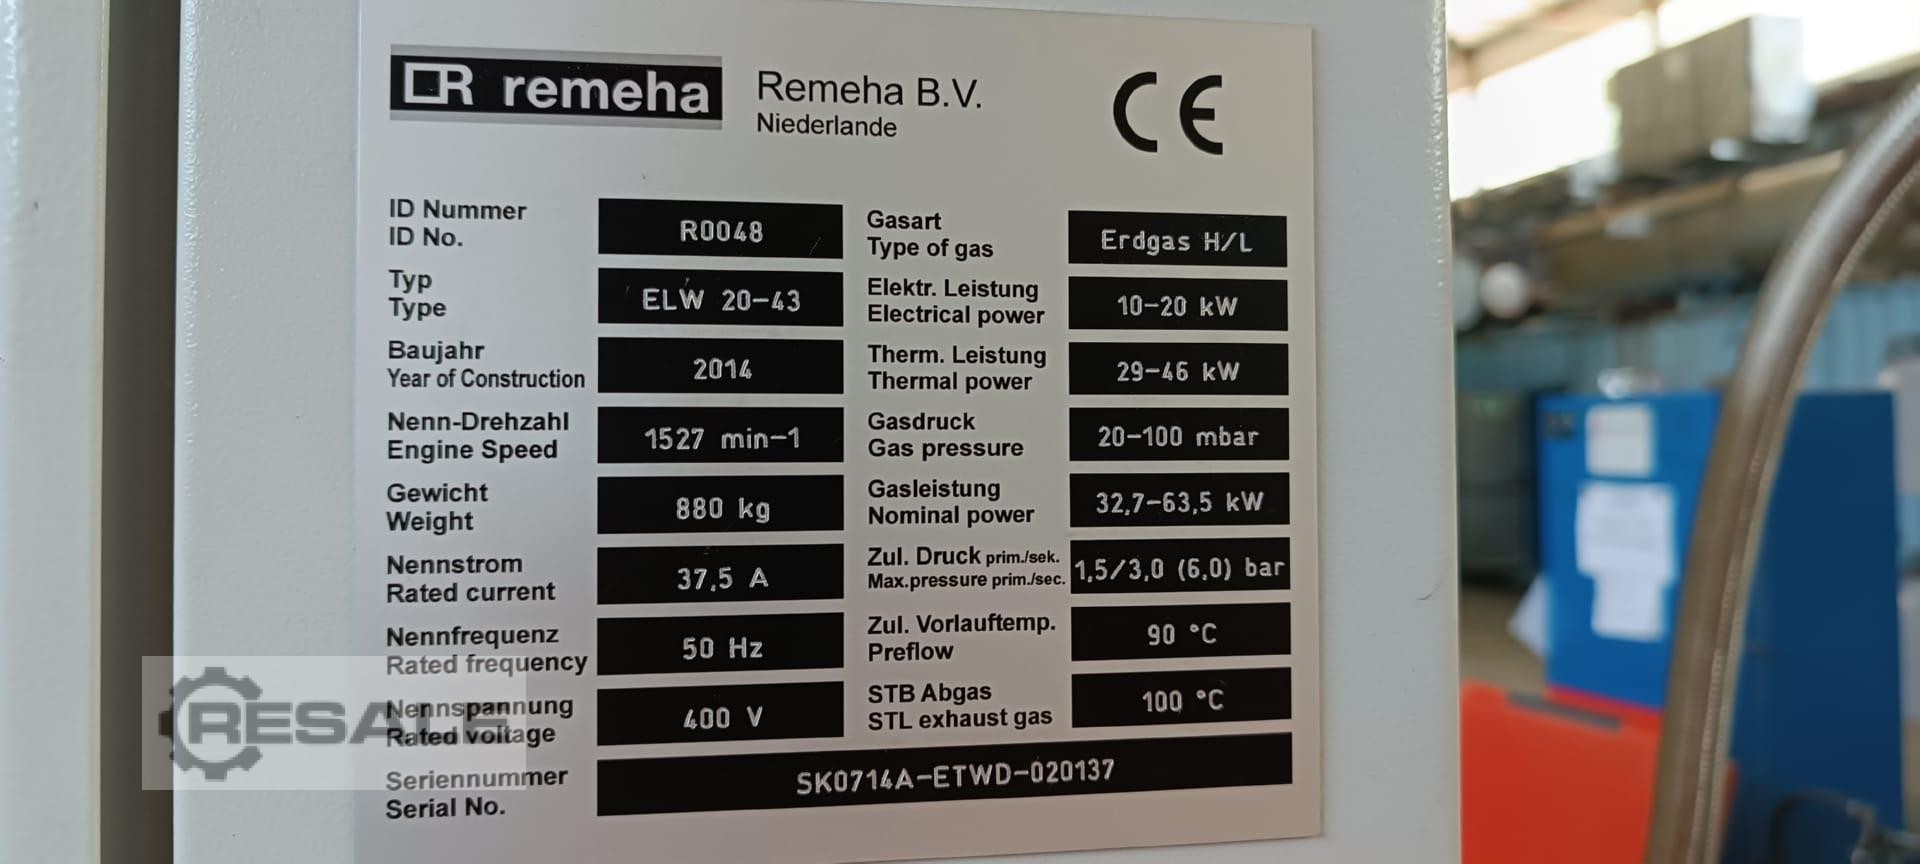 remeha
Remeha B.V.
Niederlande
CE
ID Nummer
ID No.
R0048
Typ
Type
ELW 20-43
Baujahr
Year of Construction
2014
Nenn-Drehzahl
Engine Speed
1527 min-1
Gewicht
Weight
880 kg
Nennstrom
Rated current
37,5 A
Nennfrequenz
Rated frequency
50 Hz
Nennspannung
Rated voltage
400 V
Gasart
Type of gas
Erdgas H/L
Elektr. Leistung
Electrical power
10-20 kW
Therm. Leistung
Thermal power
29-46 kW
Gasdruck
Gas pressure
20-100 mbar
Gasleistung
Nominal power
32,7-63,5 kW
Zul. Druck prim./sek.
Max.pressure prim./sec.
1,5/3,0 (6,0) bar
Zul. Vorlauftemp.
Preflow
90 °C
STB Abgas
STL exhaust gas
100 °C
Seriennummer
Serial No.
SK0714A-ETWD-020137
RESALE